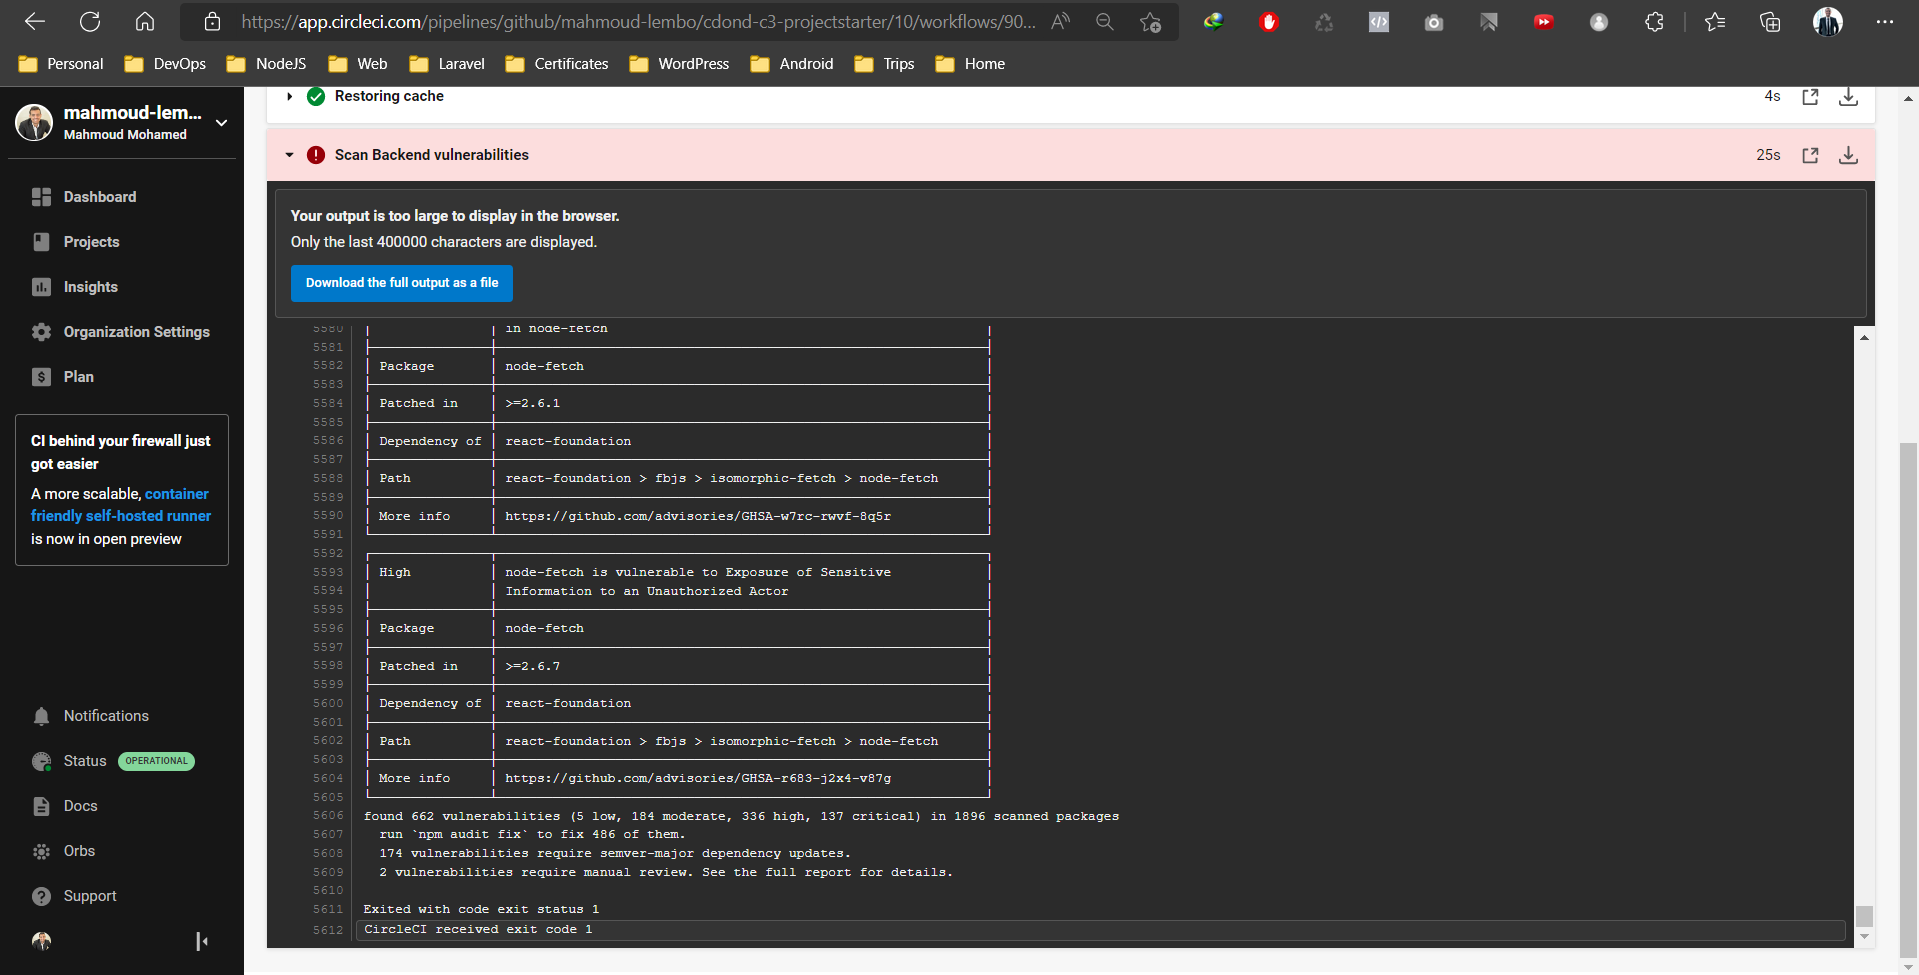 https://app.circleci.com/pipelines/github/mahmoud-lembo/cdond-c3-projectstarter/10/workflows/90...
Personal DevOps NodeJS Web Laravel Certificates WordPress Android Trips Home
mahmoud-lem...
Mahmoud Mohamed
Dashboard
Projects
Insights
Organization Settings
Plan
CI behind your firewall just
got easier
A more scalable, container
friendly self-hosted runner
is now in open preview
Notifications
Status OPERATIONAL
Docs
Orbs
Support
Restoring cache 4s
Scan Backend vulnerabilities 25s
Your output is too large to display in the browser.
Only the last 400000 characters are displayed.
Download the full output as a file
5580 in node-fetch
5581
5582 Package node-fetch
5583
5584 Patched in >=2.6.1
5585
5586 Dependency of react-foundation
5587
5588 Path react-foundation > fbjs > isomorphic-fetch > node-fetch
5589
5590 More info https://github.com/advisories/GHSA-w7rc-rwvf-8q5r
5591
5592
5593 High node-fetch is vulnerable to Exposure of Sensitive
5594 Information to an Unauthorized Actor
5595
5596 Package node-fetch
5597
5598 Patched in >=2.6.7
5599
5600 Dependency of react-foundation
5601
5602 Path react-foundation > fbjs > isomorphic-fetch > node-fetch
5603
5604 More info https://github.com/advisories/GHSA-r683-j2x4-v87g
5605
5606 found 662 vulnerabilities (5 low, 184 moderate, 336 high, 137 critical) in 1896 scanned packages
5607 run `npm audit fix` to fix 486 of them.
5608 174 vulnerabilities require semver-major dependency updates.
5609 2 vulnerabilities require manual review. See the full report for details.
5610
5611 Exited with code exit status 1
5612 CircleCI received exit code 1